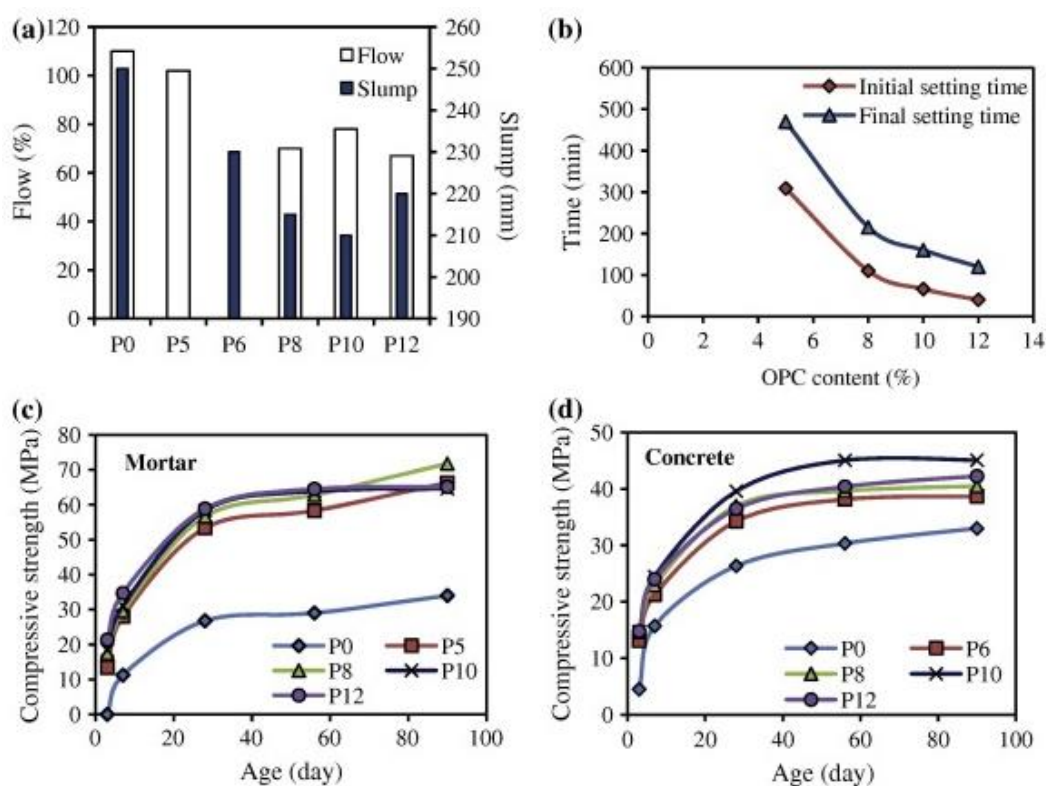 (a)
120
100
80
60
40
20
0
Flow (%)
Flow
Slump
260
250
240
230
220
210
200
190
Slump (mm)
P0 P5 P6 P8 P10 P12
(b)
600
500
400
300
200
100
0
Time (min)
Initial setting time
Final setting time
0 2 4 6 8 10 12 14
OPC content (%)
(c)
80
70
60
50
40
30
20
10
0
Compressive strength (MPa)
Mortar
P0 P5
P8 P10
P12
0 20 40 60 80 100
Age (day)
(d)
50
40
30
20
10
0
Compressive strength (MPa)
Concrete
P0 P6
P8 P10
P12
0 20 40 60 80 100
Age (day)